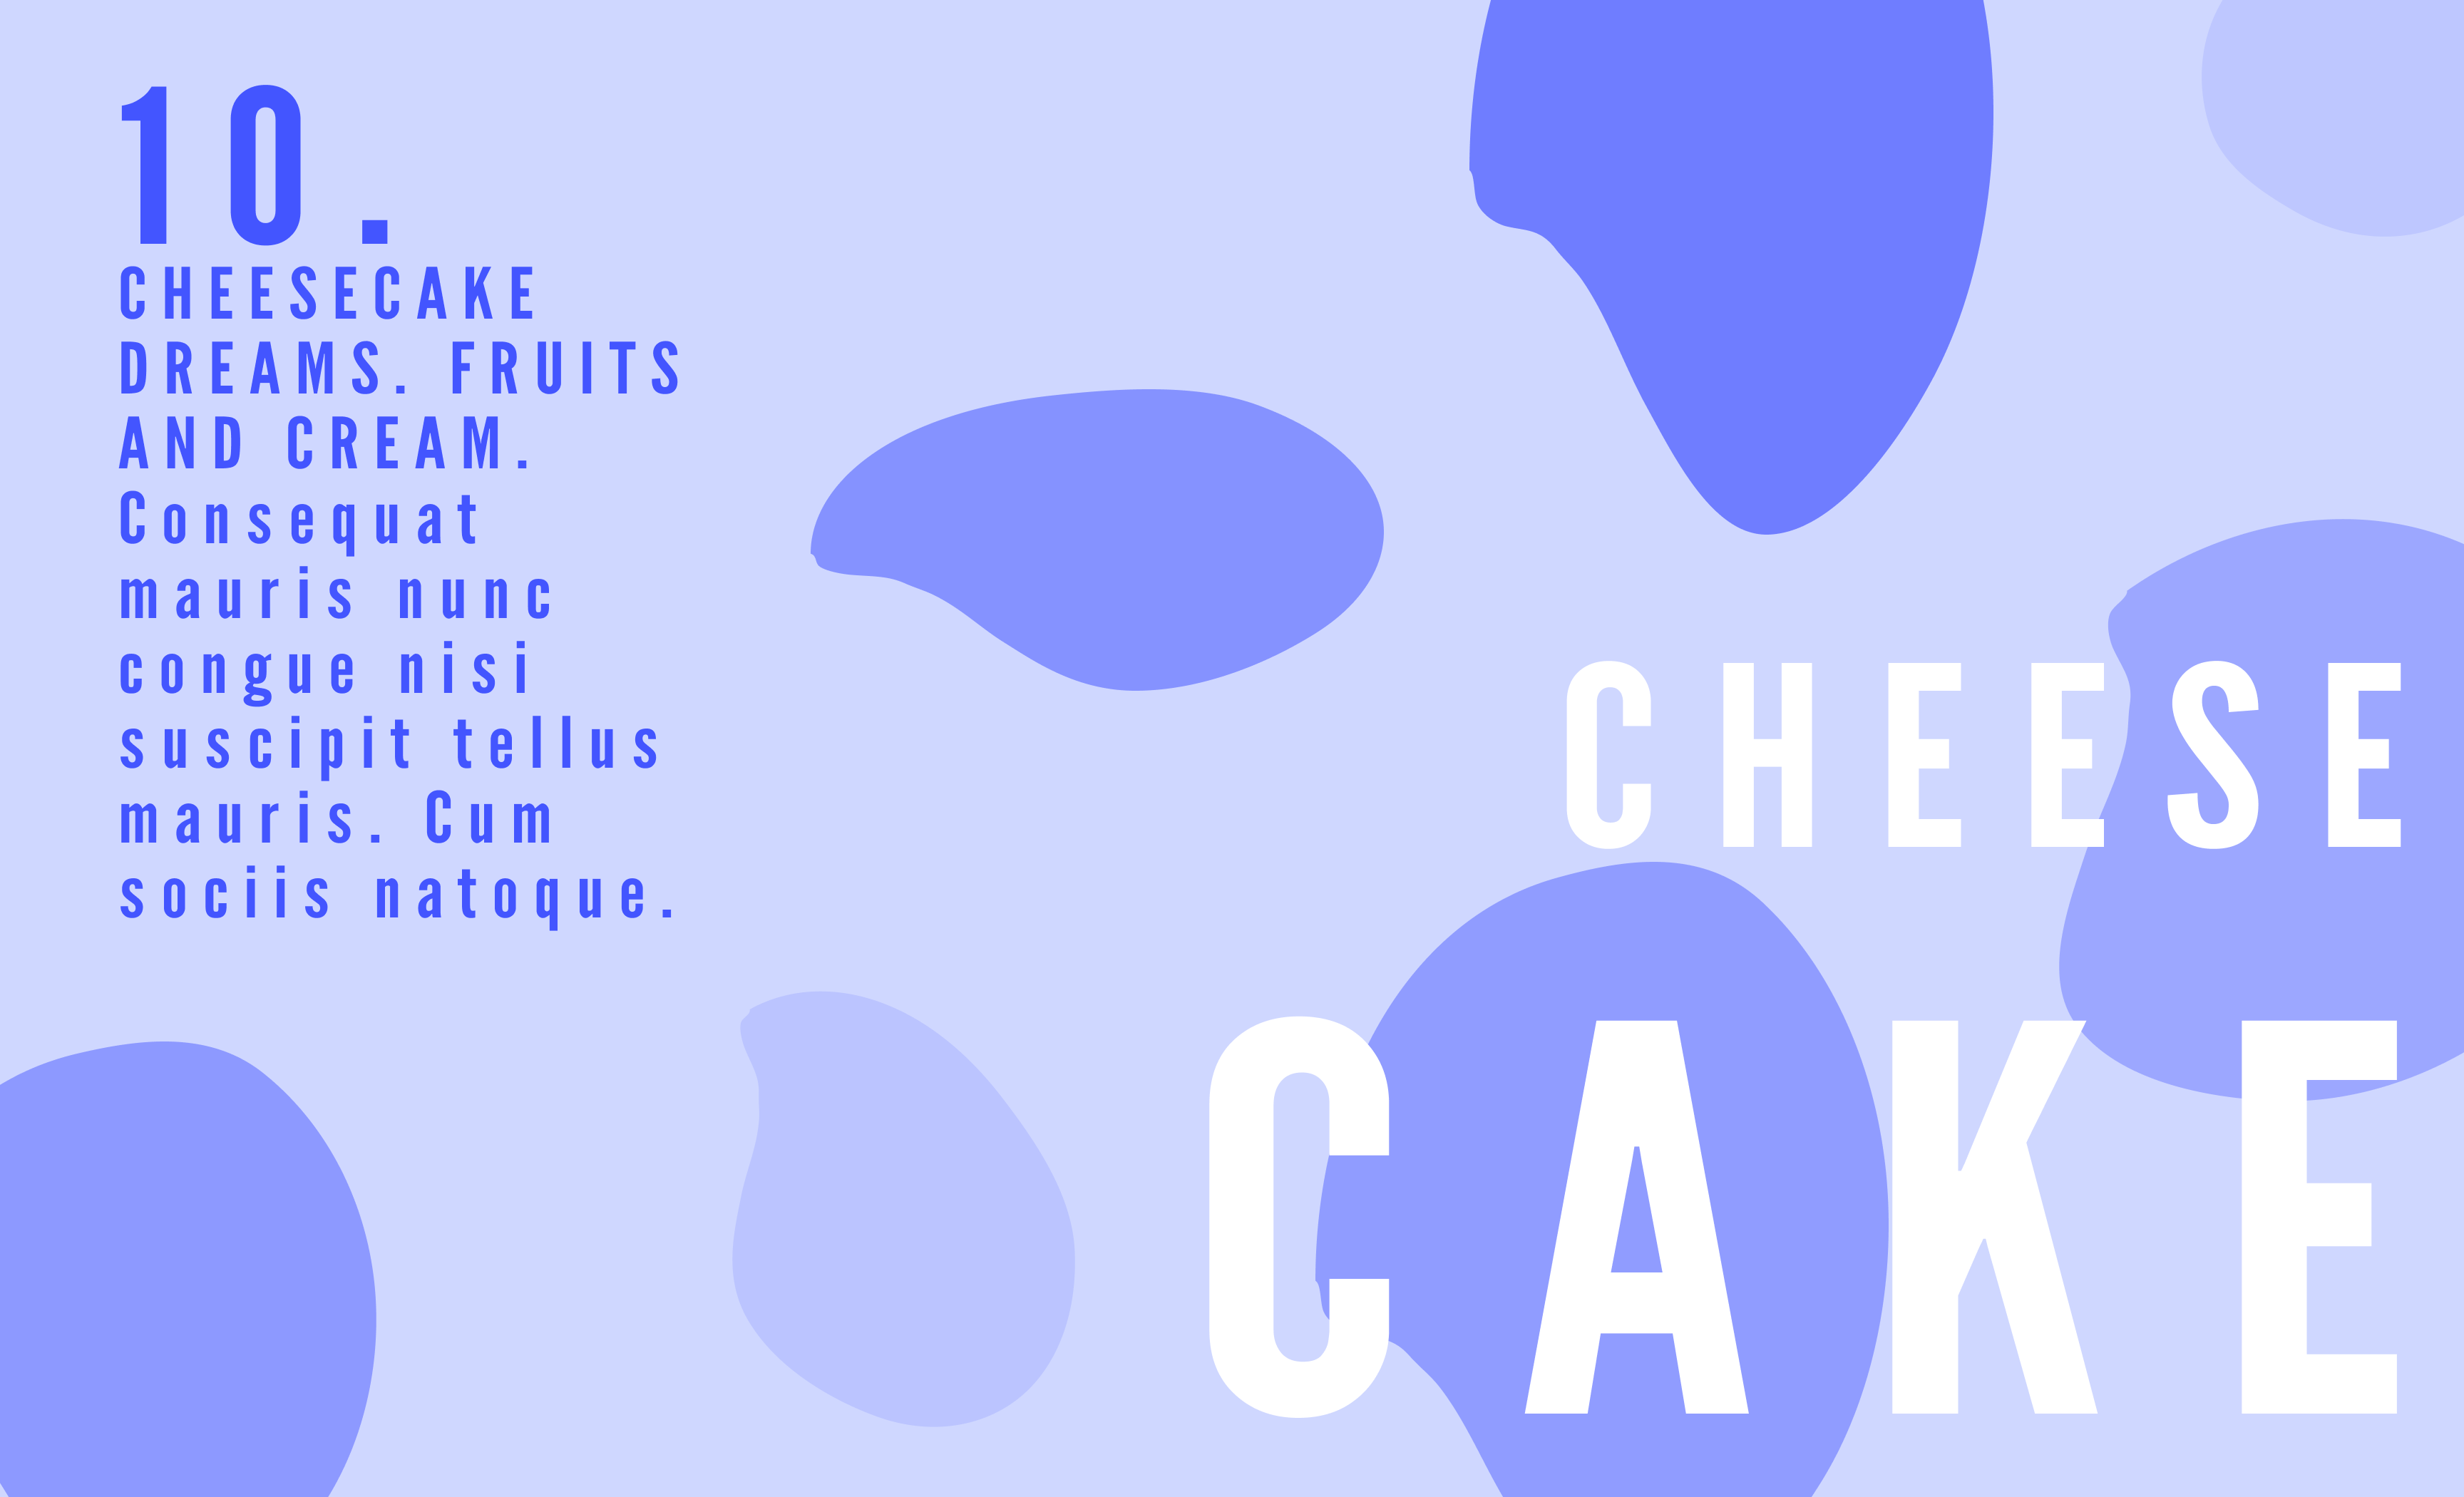 10.
CHEESECAKE
DREAMS. FRUITS
AND CREAM.
Consequat
mauris nunc
congue nisi
suscipit tellus
mauris. Cum
sociis natoque.
CHEESE
CAKE